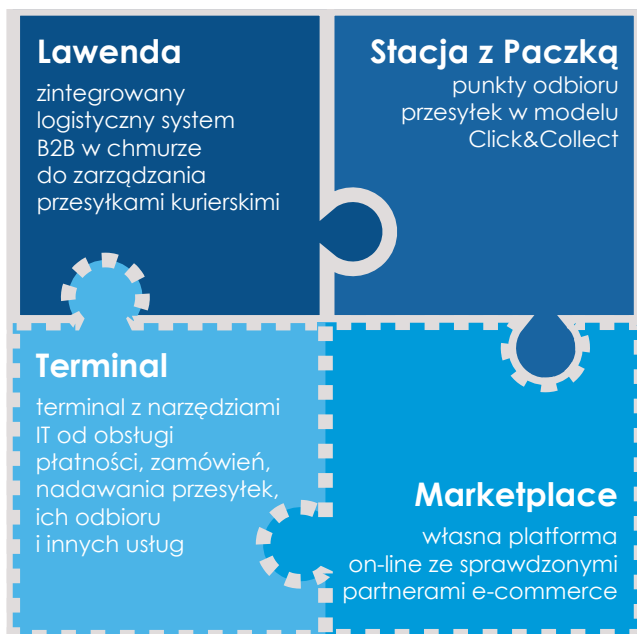 Lawenda
zintegrowany
logistyczny system
B2B w chmurze
do zarządzania
przesyłkami kurierskimi
Stacja z Paczką
punkty odbioru
przesyłek w modelu
Click&Collect
Terminal
terminal z narzędziami
IT od obsługi
płatności, zamówień,
nadawania przesyłek,
ich odbioru
i innych usług
Marketplace
własna platforma
on-line ze sprawdzonymi
partnerami e-commerce